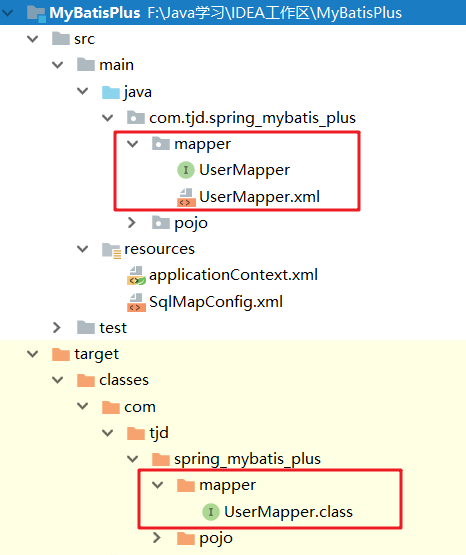 MyBatisPlus F:\Java学习\IDEA工作区\MyBatisPlus
src
main
java
com.tjd.spring_mybatis_plus
mapper
UserMapper
UserMapper.xml
pojo
resources
applicationContext.xml
SqlMapConfig.xml
test
target
classes
com
tjd
spring_mybatis_plus
mapper
UserMapper.class
pojo